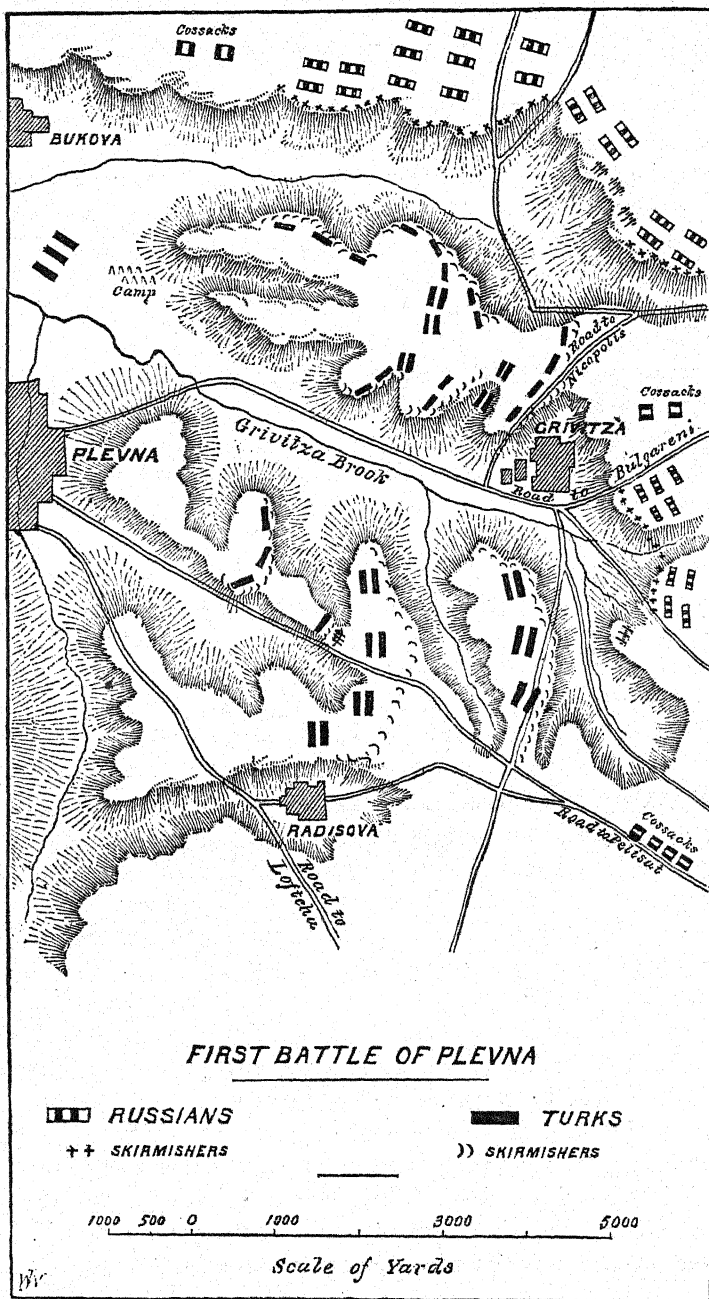 Cossacks
BUKOVA
Camp
Road to
Nicopolis
Cossacks
GRIVITZA
PLEVNA
Grivitza Brook
Road to Bulgareni
RADISOVA
Road to
Loftchu
Road to Pelisat
Cossacks
FIRST BATTLE OF PLEVNA
RUSSIANS TURKS
++ SKIRMISHERS )) SKIRMISHERS
1000 500 0 1000 3000 5000
Scale of Yards